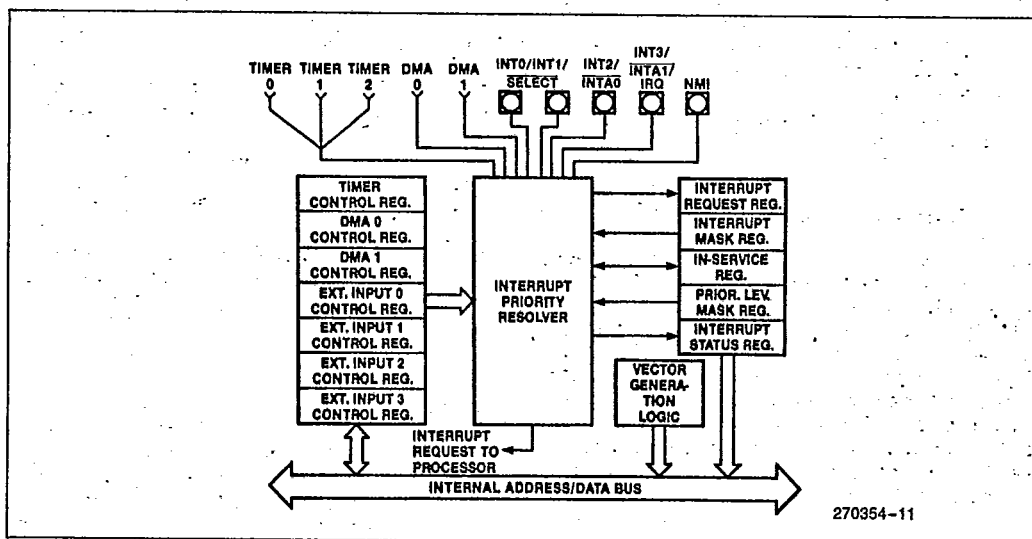 TIMER 0
TIMER 1
TIMER 2
DMA 0
DMA 1
INT0/INT1/
SELECT
INT2/
INTA0
INT3/
INTA1/
IRQ
NMI
TIMER
CONTROL REG.
DMA 0
CONTROL REG.
DMA 1
CONTROL REG.
EXT. INPUT 0
CONTROL REG.
EXT. INPUT 1
CONTROL REG.
EXT. INPUT 2
CONTROL REG.
EXT. INPUT 3
CONTROL REG.
INTERRUPT
PRIORITY
RESOLVER
INTERRUPT
REQUEST REG.
INTERRUPT
MASK REG.
IN-SERVICE
REG.
PRIOR. LEV.
MASK REG.
INTERRUPT
STATUS REG.
VECTOR
GENERA-
TION
LOGIC
INTERRUPT
REQUEST TO
PROCESSOR
INTERNAL ADDRESS/DATA BUS
270354-11